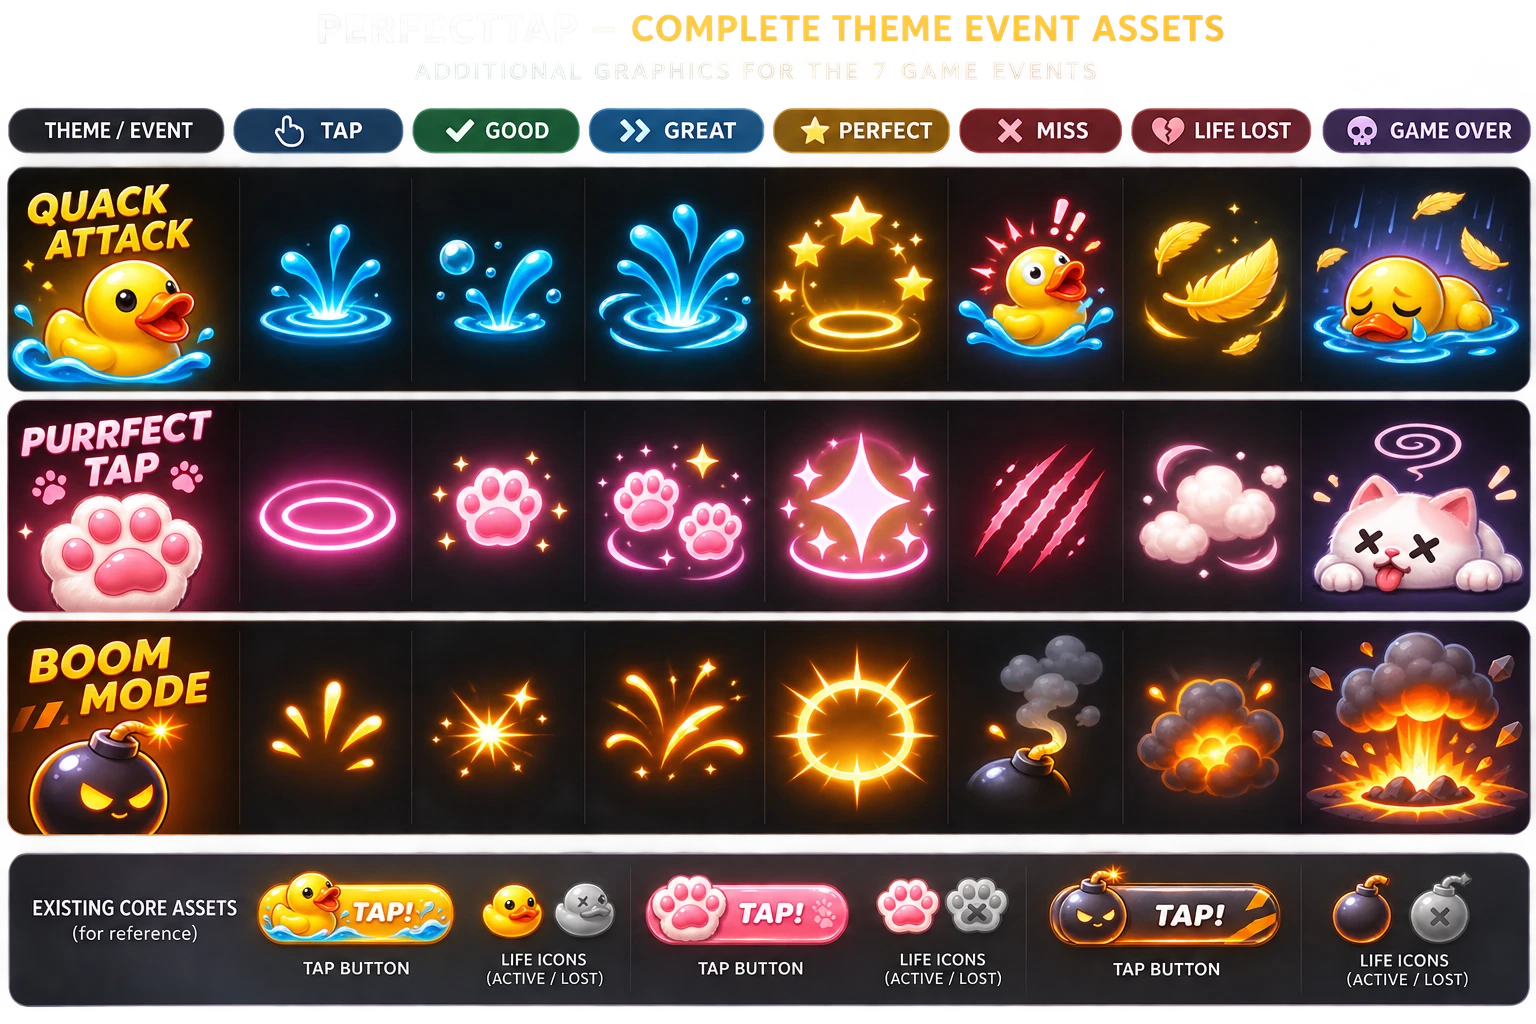 PERFECTTAP — COMPLETE THEME EVENT ASSETS
ADDITIONAL GRAPHICS FOR THE 7 GAME EVENTS
THEME / EVENT
TAP
GOOD
GREAT
PERFECT
MISS
LIFE LOST
GAME OVER
QUACK
ATTACK
!!
PURRFECT
TAP
BOOM
MODE
EXISTING CORE ASSETS
(for reference)
TAP!
TAP BUTTON
LIFE ICONS
(ACTIVE / LOST)
TAP!
TAP BUTTON
LIFE ICONS
(ACTIVE / LOST)
TAP!
TAP BUTTON
LIFE ICONS
(ACTIVE / LOST)